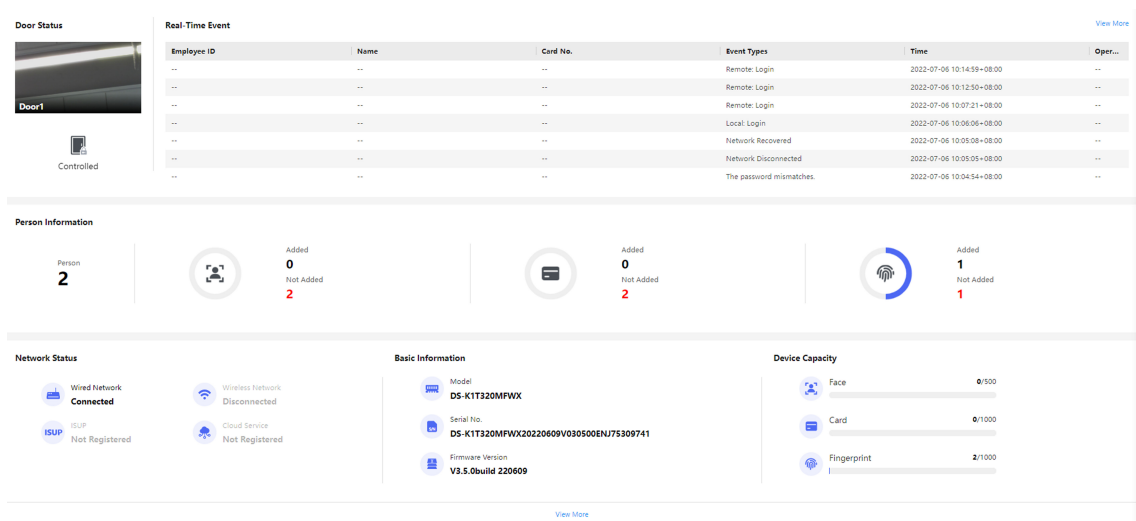 Door Status
Real-Time Event
View More
Employee ID Name Card No. Event Types Time Oper...
-- -- -- Remote: Login 2022-07-06 10:14:59+08:00 --
-- -- -- Remote: Login 2022-07-06 10:12:50+08:00 --
-- -- -- Remote: Login 2022-07-06 10:07:21+08:00 --
-- -- -- Local: Login 2022-07-06 10:06:06+08:00 --
-- -- -- Network Recovered 2022-07-06 10:05:08+08:00 --
-- -- -- Network Disconnected 2022-07-06 10:05:05+08:00 --
-- -- -- The password mismatches. 2022-07-06 10:04:54+08:00 --
Door1
Controlled
Person Information
Person
2
Added
0
Not Added
2
Added
0
Not Added
2
Added
1
Not Added
1
Network Status
Wired Network
Connected
Wireless Network
Disconnected
ISUP
ISUP
Not Registered
Cloud Service
Not Registered
Basic Information
Model
DS-K1T320MFWX
Serial No.
DS-K1T320MFWX20220609V030500ENJ75309741
Firmware Version
V3.5.0build 220609
Device Capacity
Face 0/500
Card 0/1000
Fingerprint 2/1000
View More